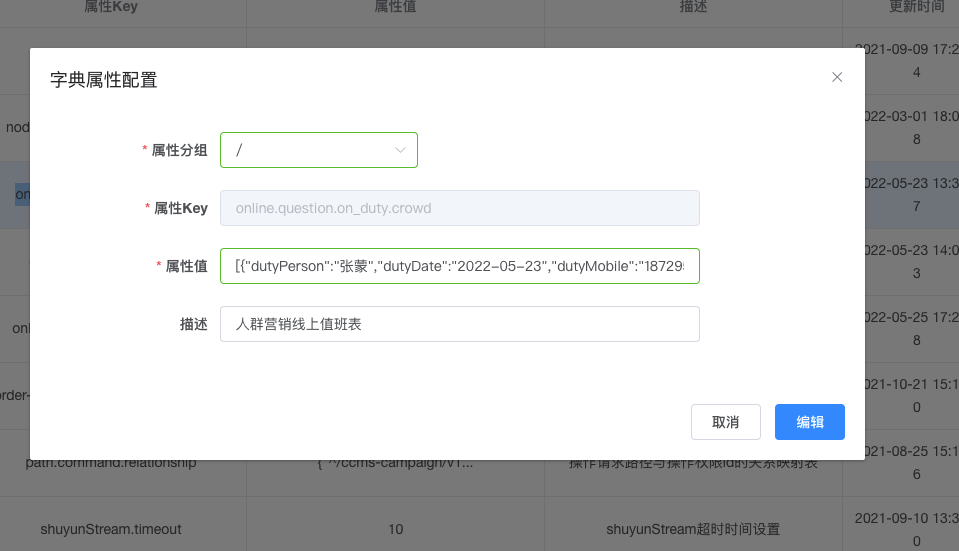 属性Key 属性值 描述 更新时间
2021-09-09 17:2
4
字典属性配置
nod
2022-03-01 18:0
8
* 属性分组 /
on
2022-05-23 13:3
7
* 属性Key online.question.on_duty.crowd
* 属性值 [{"dutyPerson":"张蒙","dutyDate":"2022-05-23","dutyMobile":"18729
2022-05-23 14:0
3
描述 人群营销线上值班表
onl
2022-05-25 17:2
8
order-
2021-10-21 15:1
0
取消 编辑
path.command.relationship {"^/ccms-campaign/v1... 操作请求路径与操作权限id的关系映射表
2021-08-25 15:1
6
shuyunStream.timeout 10 shuyunStream超时时间设置
2021-09-10 13:3
0